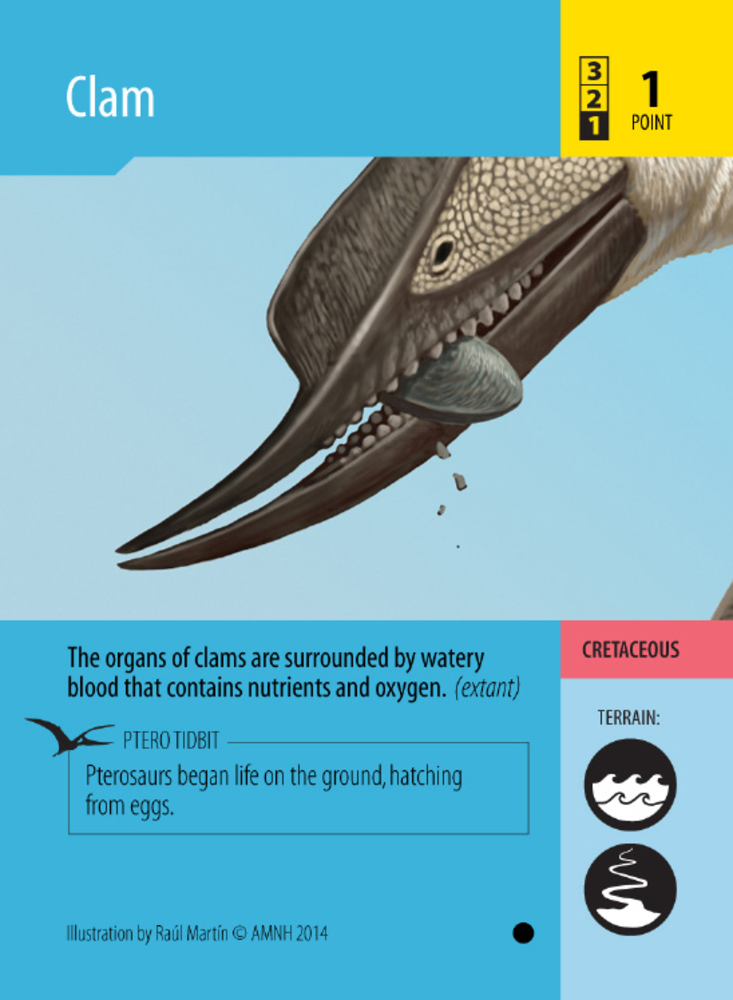 Clam
3
2
1
1
POINT
The organs of clams are surrounded by watery
blood that contains nutrients and oxygen. (extant)
PTERO TIDBIT
Pterosaurs began life on the ground, hatching
from eggs.
Illustration by Raúl Martín © AMNH 2014
CRETACEOUS
TERRAIN: